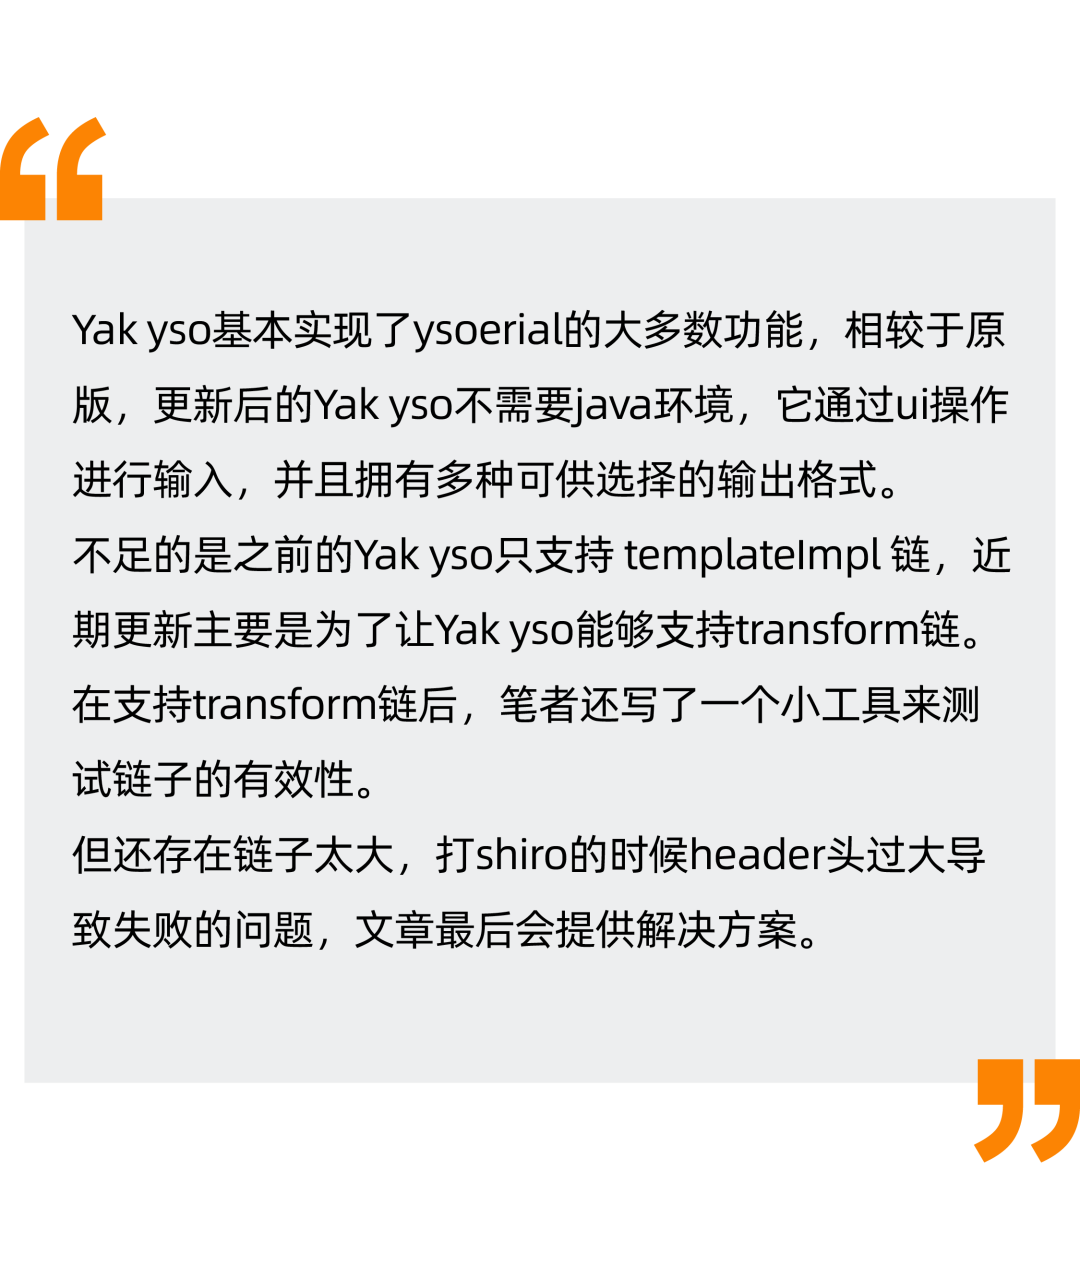 Yak yso基本实现了ysoerial的大多数功能，相较于原
版，更新后的Yak yso不需要java环境，它通过ui操作
进行输入，并且拥有多种可供选择的输出格式。
不足的是之前的Yak yso只支持 templateImpl 链，近
期更新主要是为了让Yak yso能够支持transform链。
在支持transform链后，笔者还写了一个小工具来测
试链子的有效性。
但还存在链子太大，打shiro的时候header头过大导
致失败的问题，文章最后会提供解决方案。